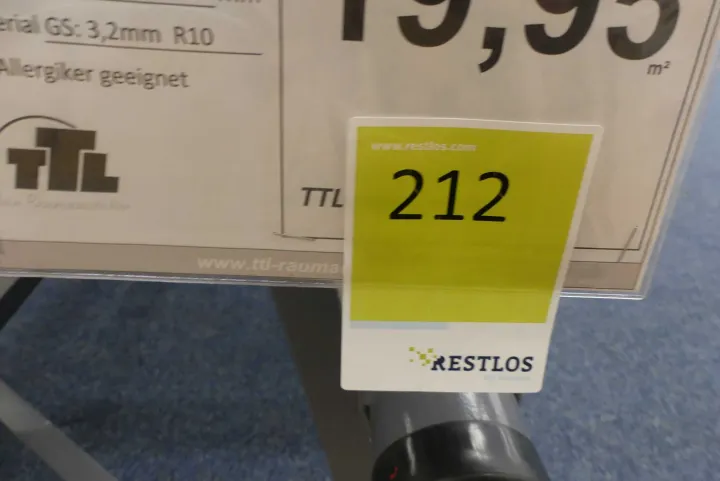 erial GS: 3,2mm R10
Allergiker geeignet
19,95
m²
TTL
TTL
www.ttl-rauma
www.restlos.com
212
RESTLOS